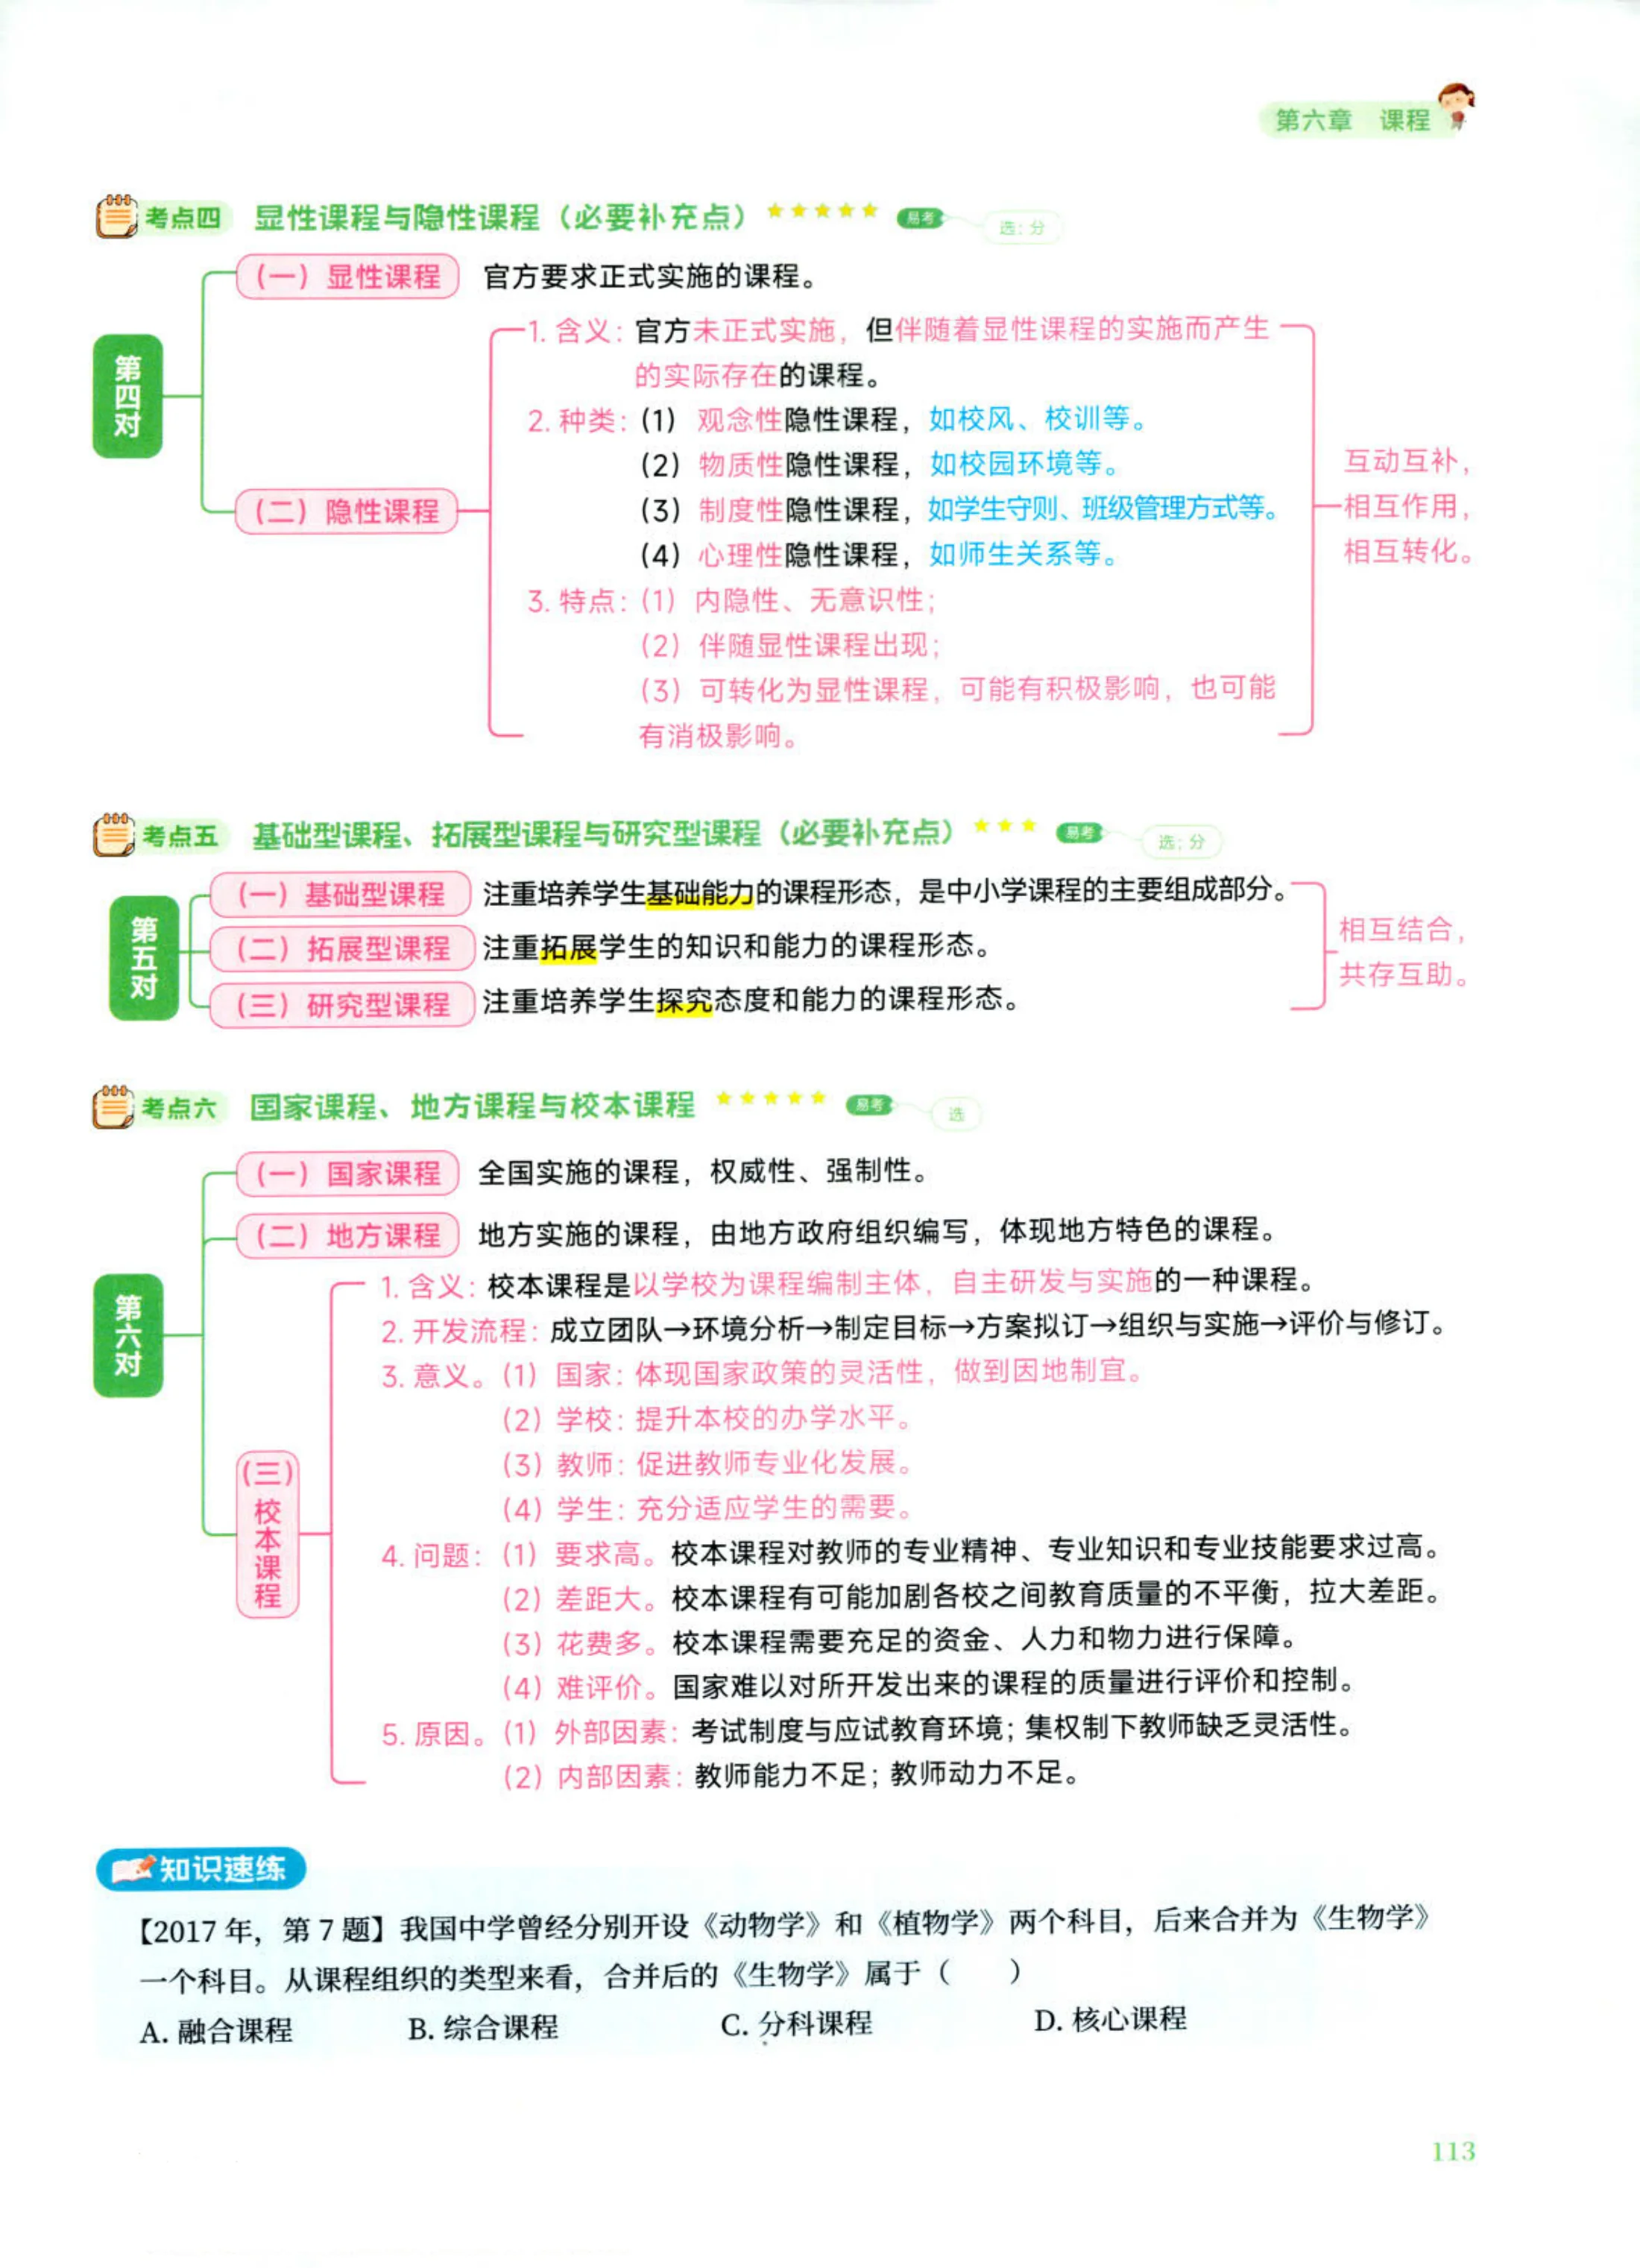 第六章 课程
考点四 显性课程与隐性课程（必要补充点） 易考 选；分
第四对
（一）显性课程 官方要求正式实施的课程。
（二）隐性课程
1. 含义：官方未正式实施，但伴随着显性课程的实施而产生
的实际存在的课程。
2. 种类：（1）观念性隐性课程，如校风、校训等。
（2）物质性隐性课程，如校园环境等。
（3）制度性隐性课程，如学生守则、班级管理方式等。
（4）心理性隐性课程，如师生关系等。
3. 特点：（1）内隐性、无意识性；
（2）伴随显性课程出现；
（3）可转化为显性课程，可能有积极影响，也可能
有消极影响。
互动互补，
相互作用，
相互转化。
考点五 基础型课程、拓展型课程与研究型课程（必要补充点） 易考 选；分
第五对
（一）基础型课程 注重培养学生基础能力的课程形态，是中小学课程的主要组成部分。
（二）拓展型课程 注重拓展学生的知识和能力的课程形态。
（三）研究型课程 注重培养学生探究态度和能力的课程形态。
相互结合，
共存互助。
考点六 国家课程、地方课程与校本课程 易考 选
第六对
（一）国家课程 全国实施的课程，权威性、强制性。
（二）地方课程 地方实施的课程，由地方政府组织编写，体现地方特色的课程。
（三）校本课程
1. 含义：校本课程是以学校为课程编制主体，自主研发与实施的一种课程。
2. 开发流程：成立团队→环境分析→制定目标→方案拟订→组织与实施→评价与修订。
3. 意义。（1）国家：体现国家政策的灵活性，做到因地制宜。
（2）学校：提升本校的办学水平。
（3）教师：促进教师专业化发展。
（4）学生：充分适应学生的需要。
4. 问题：（1）要求高。校本课程对教师的专业精神、专业知识和专业技能要求过高。
（2）差距大。校本课程有可能加剧各校之间教育质量的不平衡，拉大差距。
（3）花费多。校本课程需要充足的资金、人力和物力进行保障。
（4）难评价。国家难以对所开发出来的课程的质量进行评价和控制。
5. 原因。（1）外部因素：考试制度与应试教育环境；集权制下教师缺乏灵活性。
（2）内部因素：教师能力不足；教师动力不足。
知识速练
【2017 年，第 7 题】我国中学曾经分别开设《动物学》和《植物学》两个科目，后来合并为《生物学》
一个科目。从课程组织的类型来看，合并后的《生物学》属于（ ）
A. 融合课程 B. 综合课程 C. 分科课程 D. 核心课程
113